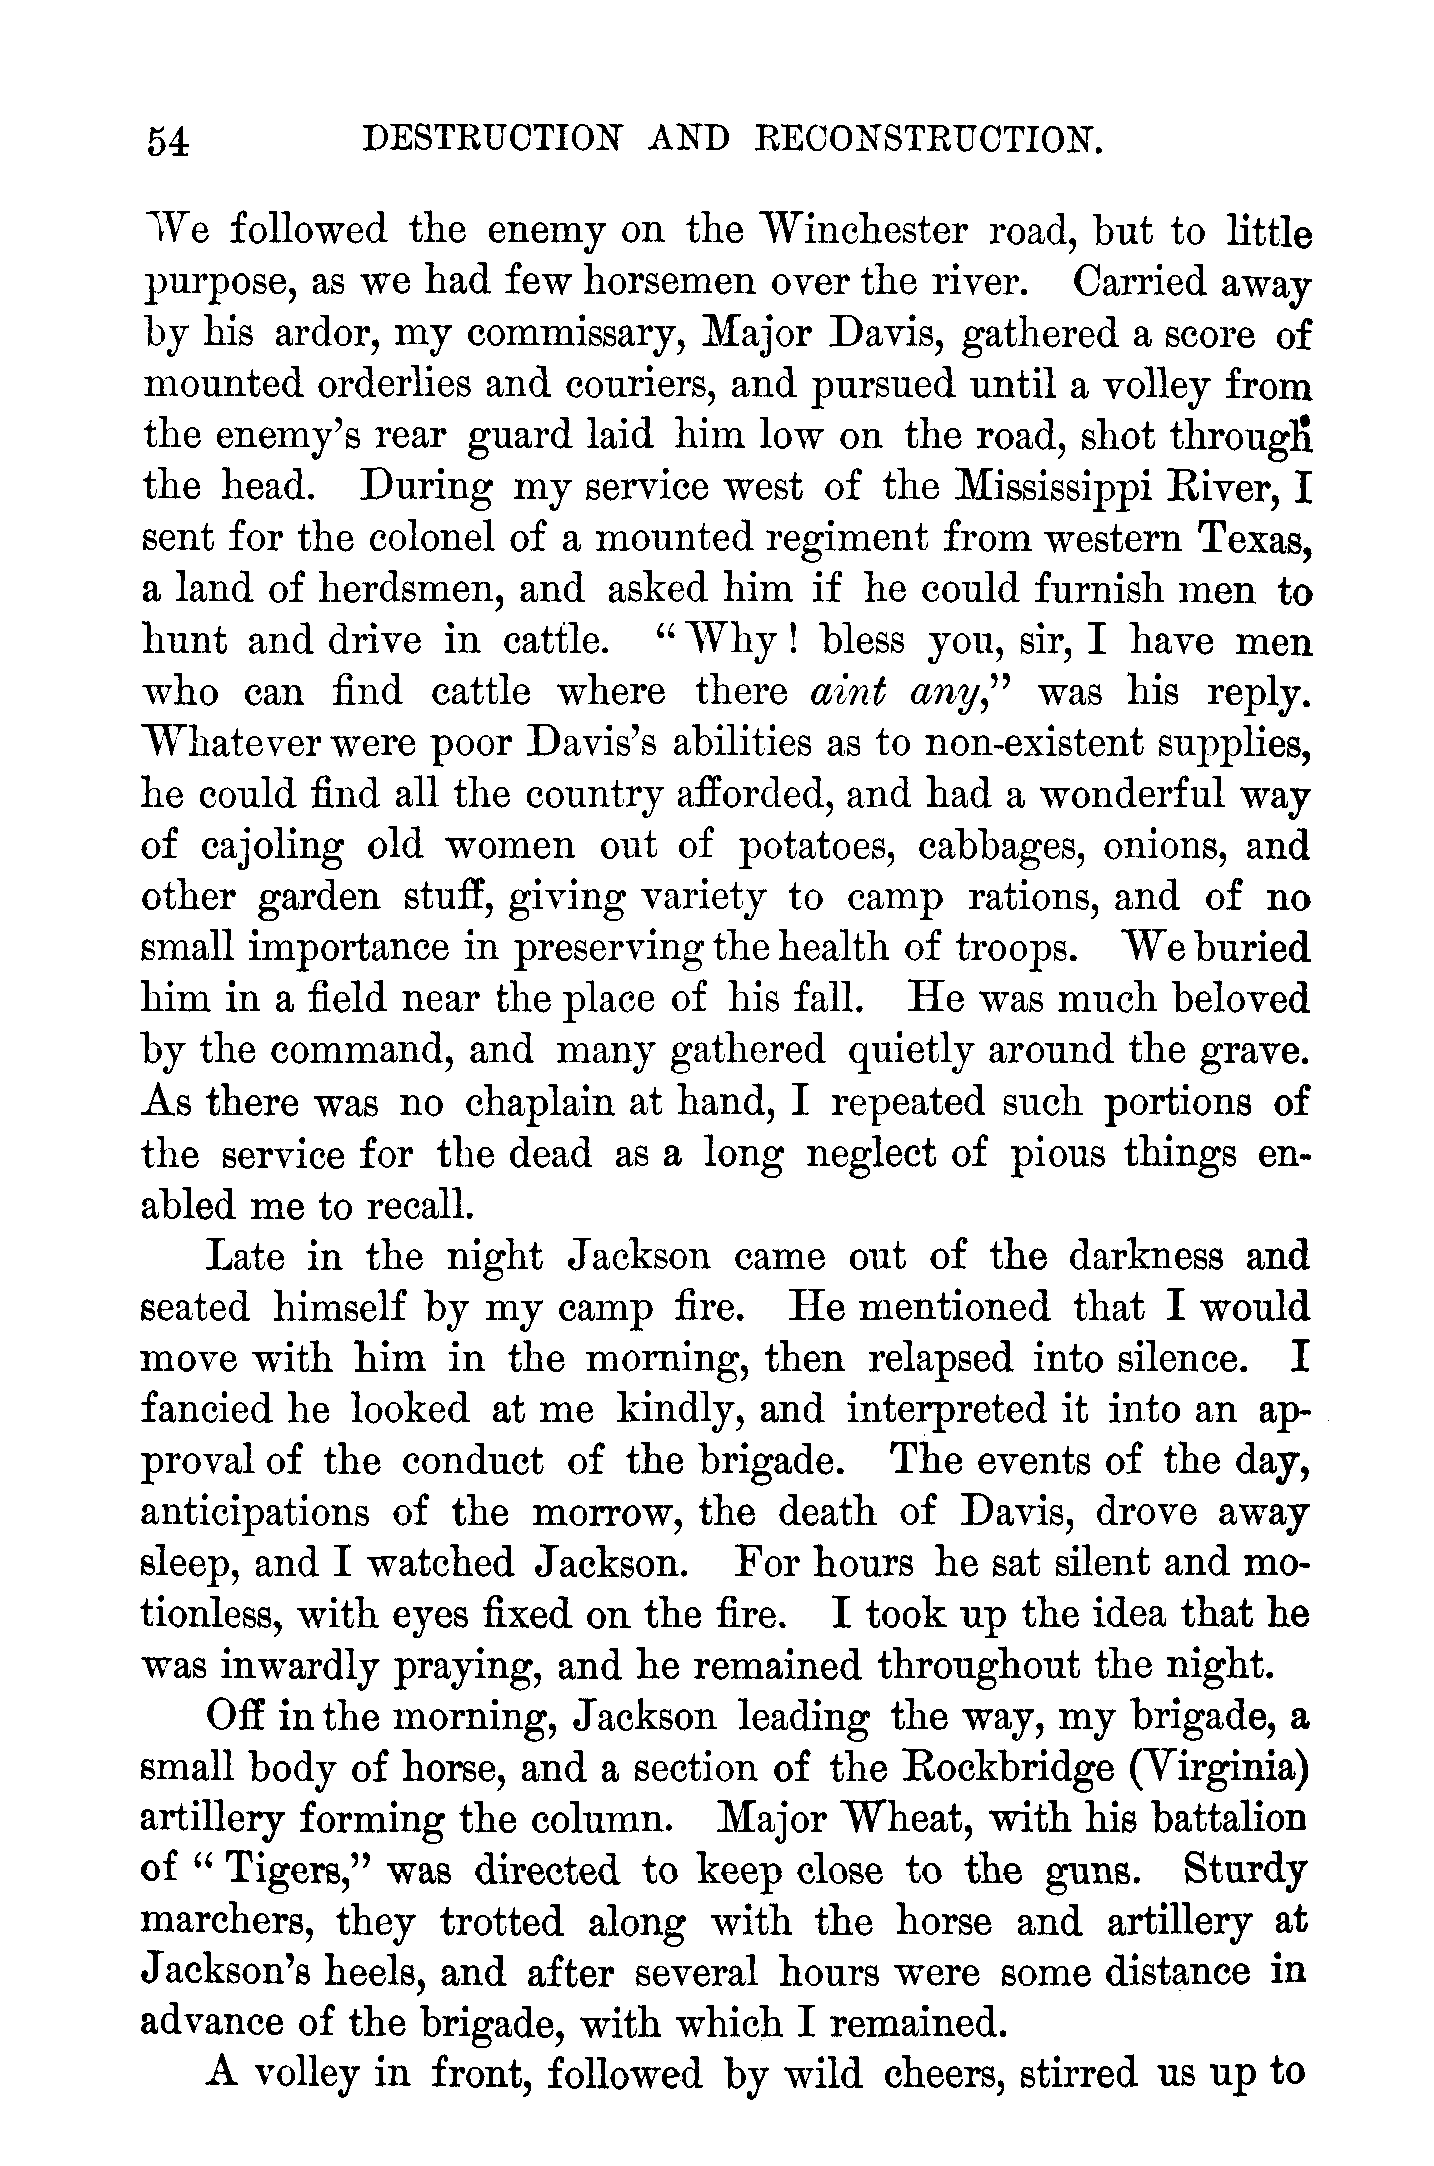 54 DESTRUCTION AND RECONSTRUCTION.
We followed the enemy on the Winchester road, but to little
purpose, as we had few horsemen over the river. Carried away
by his ardor, my commissary, Major Davis, gathered a score of
mounted orderlies and couriers, and pursued until a volley from
the enemy’s rear guard laid him low on the road, shot through
the head. During my service west of the Mississippi River, I
sent for the colonel of a mounted regiment from western Texas,
a land of herdsmen, and asked him if he could furnish men to
hunt and drive in cattle. “Why! bless you, sir, I have men
who can find cattle where there aint any,” was his reply.
Whatever were poor Davis’s abilities as to non-existent supplies,
he could find all the country afforded, and had a wonderful way
of cajoling old women out of potatoes, cabbages, onions, and
other garden stuff, giving variety to camp rations, and of no
small importance in preserving the health of troops. We buried
him in a field near the place of his fall. He was much beloved
by the command, and many gathered quietly around the grave.
As there was no chaplain at hand, I repeated such portions of
the service for the dead as a long neglect of pious things en-
abled me to recall.
Late in the night Jackson came out of the darkness and
seated himself by my camp fire. He mentioned that I would
move with him in the morning, then relapsed into silence. I
fancied he looked at me kindly, and interpreted it into an ap-
proval of the conduct of the brigade. The events of the day,
anticipations of the morrow, the death of Davis, drove away
sleep, and I watched Jackson. For hours he sat silent and mo-
tionless, with eyes fixed on the fire. I took up the idea that he
was inwardly praying, and he remained throughout the night.
Off in the morning, Jackson leading the way, my brigade, a
small body of horse, and a section of the Rockbridge (Virginia)
artillery forming the column. Major Wheat, with his battalion
of “Tigers,” was directed to keep close to the guns. Sturdy
marchers, they trotted along with the horse and artillery at
Jackson’s heels, and after several hours were some distance in
advance of the brigade, with which I remained.
A volley in front, followed by wild cheers, stirred us up to